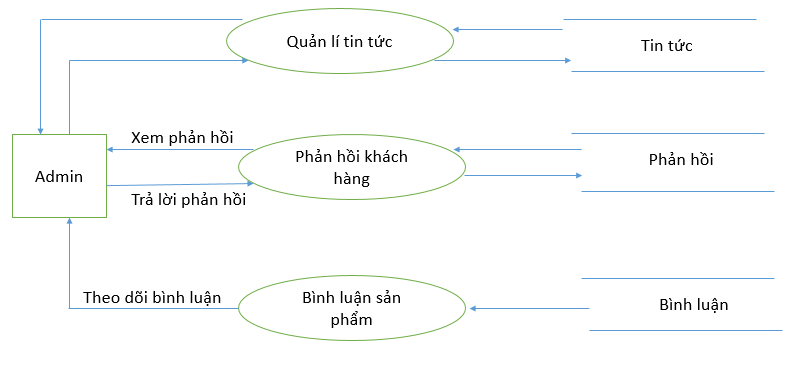 Quản lí tin tức
Tin tức
Xem phản hồi
Phản hồi khách
hàng
Phản hồi
Admin
Trả lời phản hồi
Theo dõi bình luận
Bình luận sản
phẩm
Bình luận